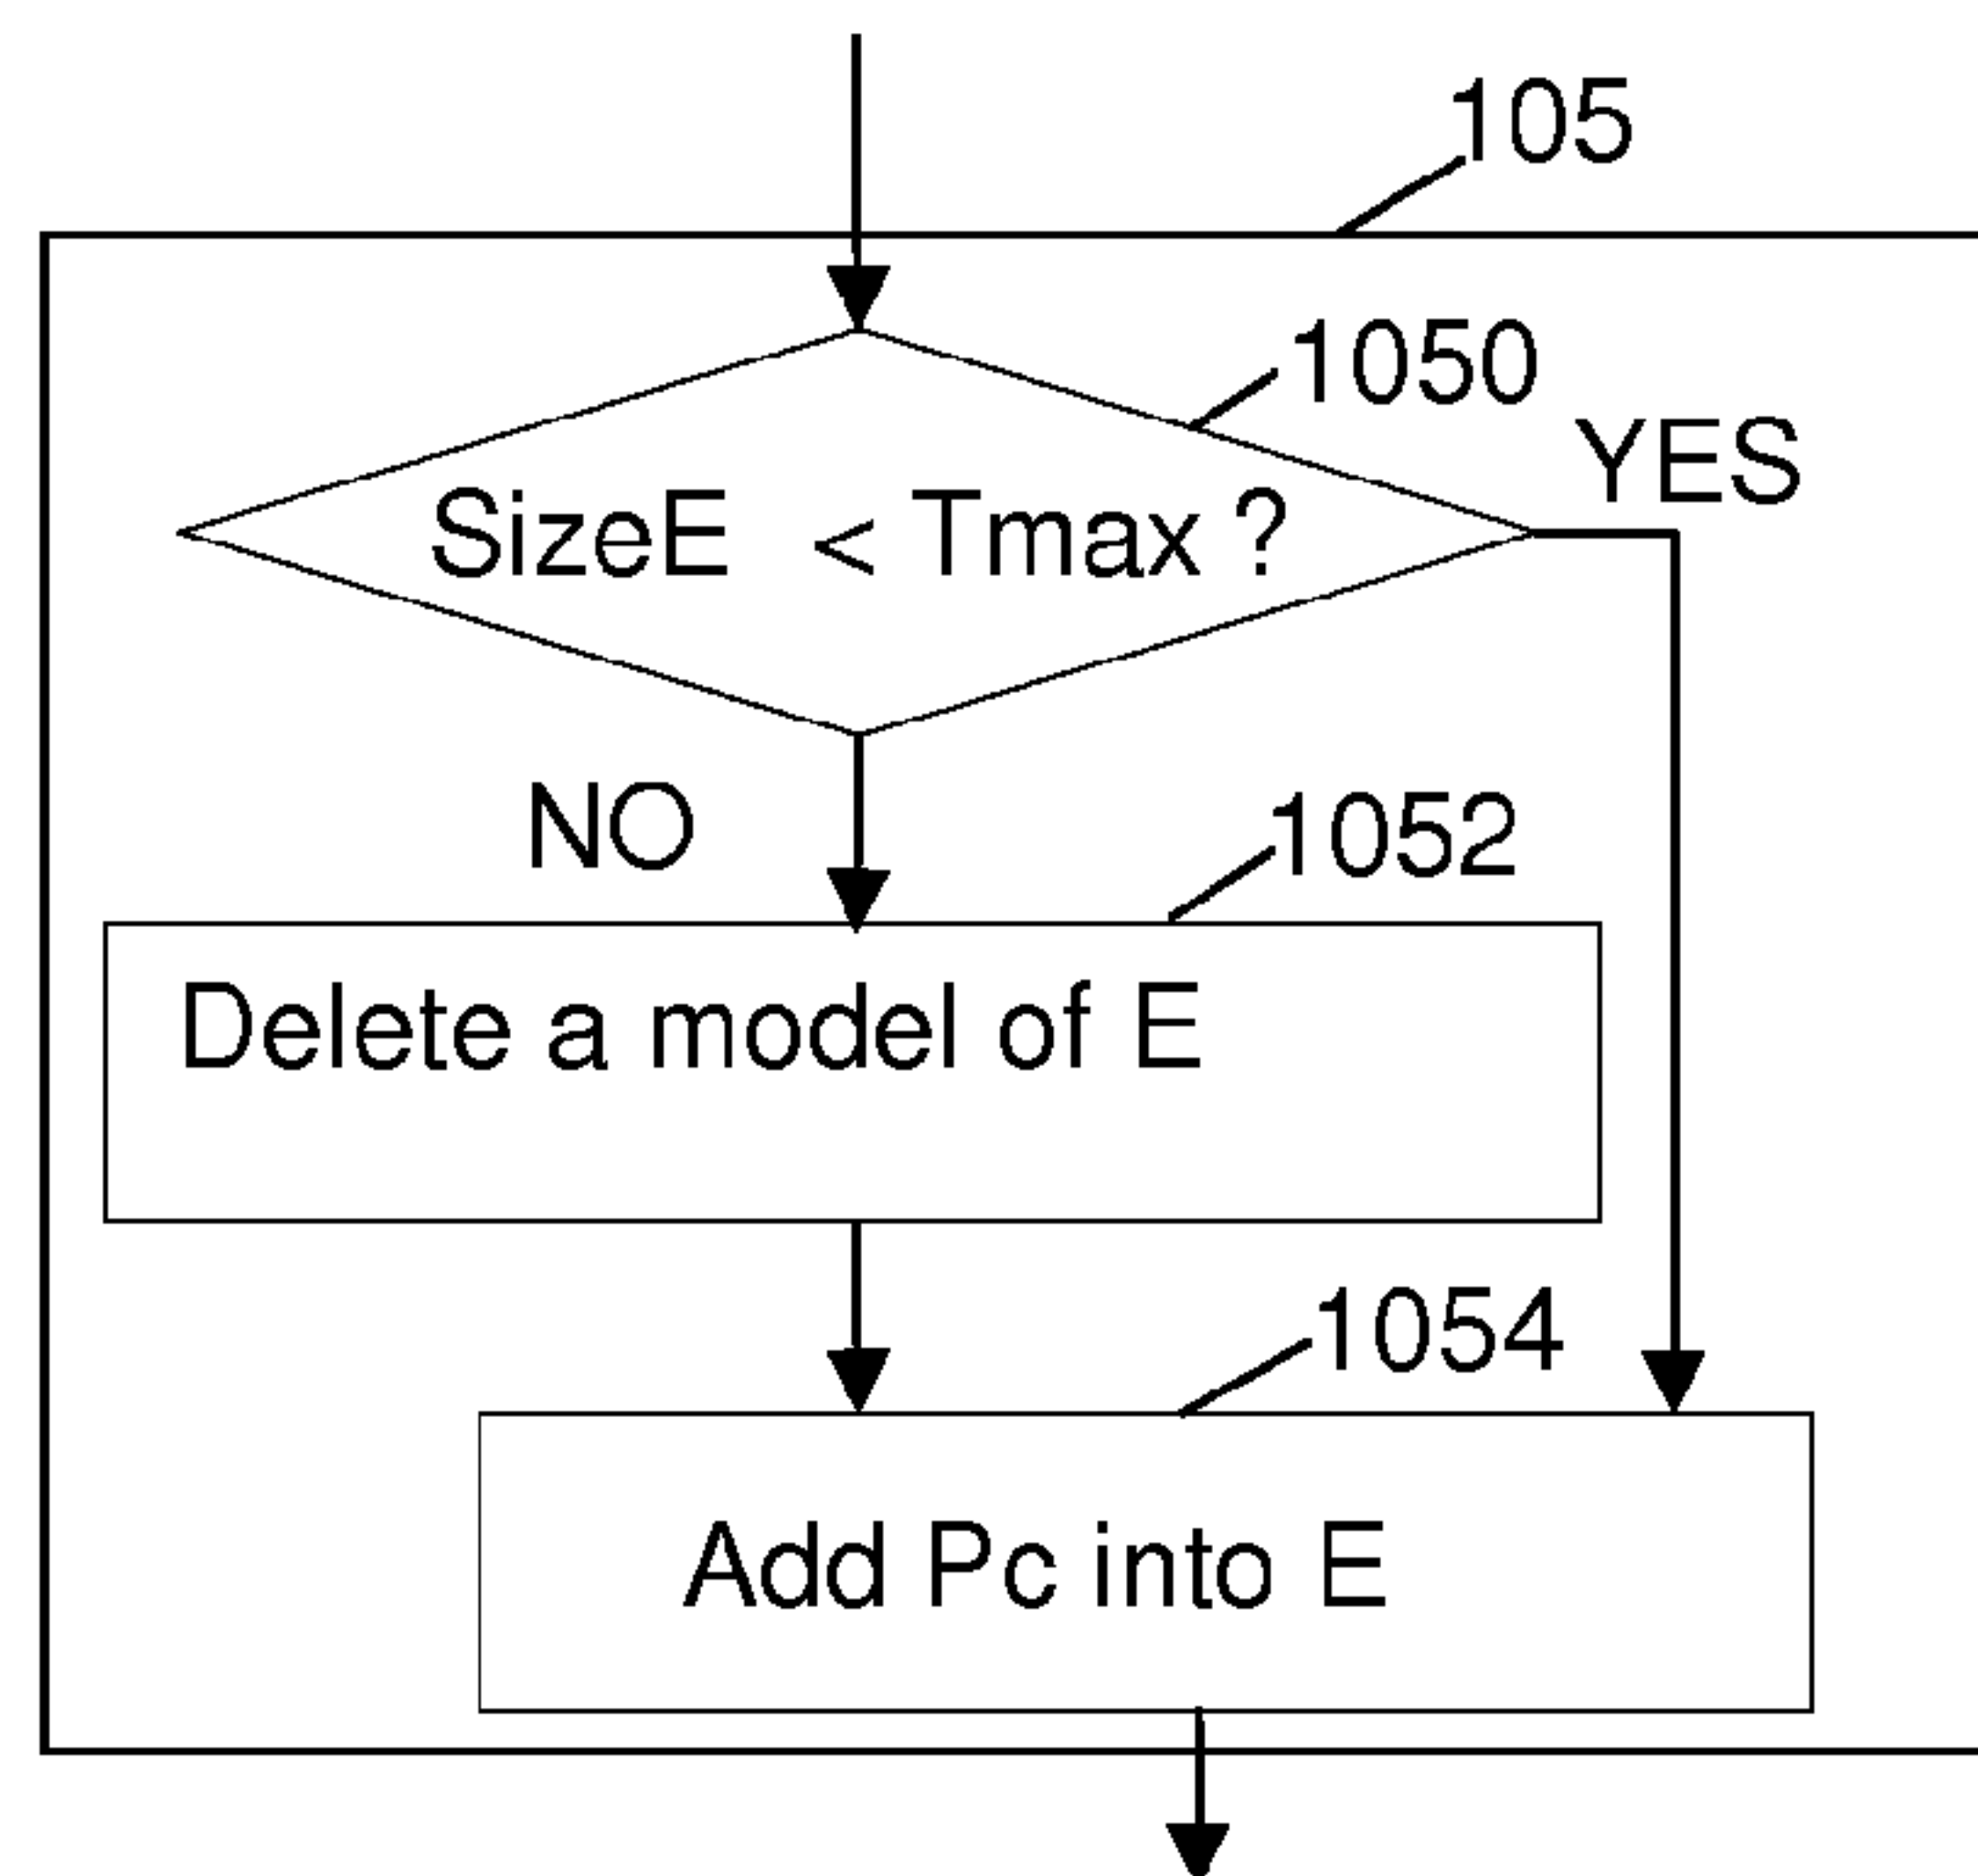 105
1050
YES
SizeE < Tmax ?
NO
1052
Delete a model of E
1054
Add Pc into E